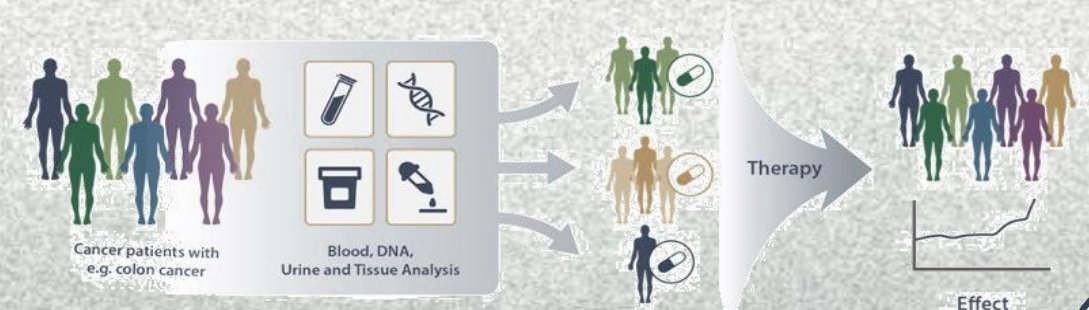 Cancer patients with
e.g. colon cancer
Blood, DNA,
Urine and Tissue Analysis
Therapy
Effect